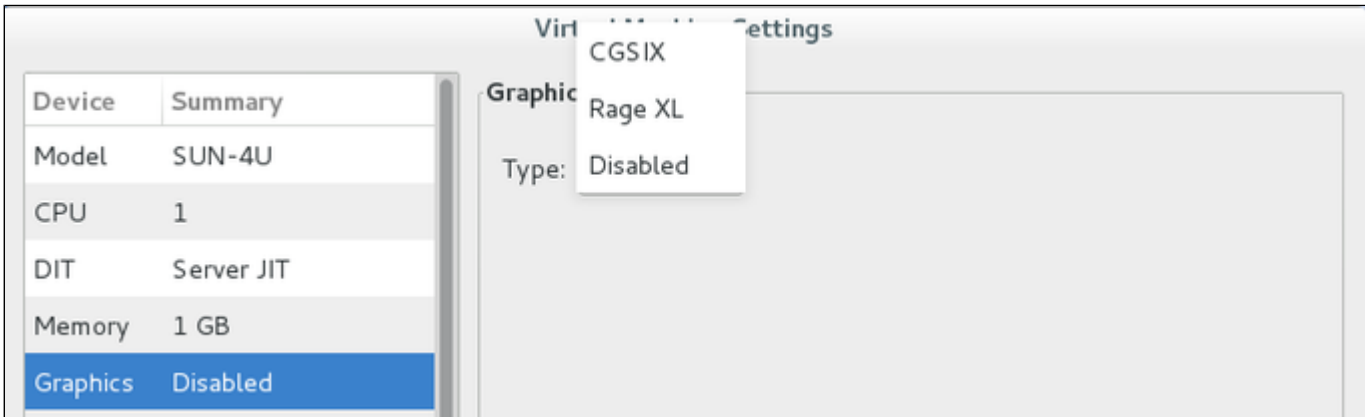 Virt ettings
CGSIX
Rage XL
Disabled
Graphic
Type:
Device Summary
Model SUN-4U
CPU 1
DIT Server JIT
Memory 1 GB
Graphics Disabled